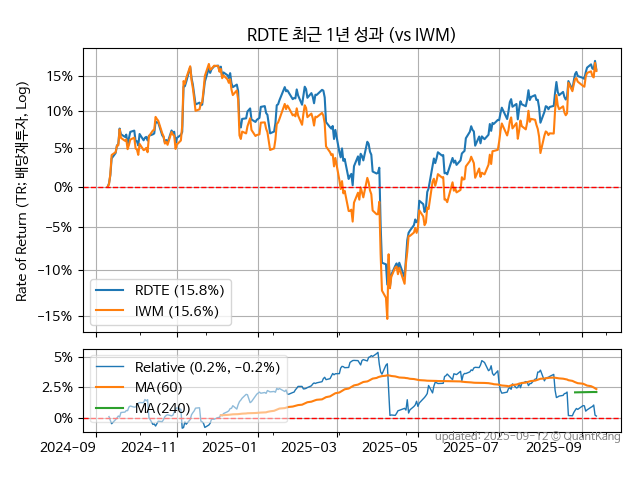 RDTE 최근 1년 성과 (vs IWM)
Rate of Return (TR: 배당재투자, Log)
15%
10%
5%
0%
−5%
−10%
−15%
RDTE (15.8%)
IWM (15.6%)
5%
2.5%
0%
Relative (0.2%, −0.2%)
MA(60)
MA(240)
2024-09 2024-11 2025-01 2025-03 2025-05 2025-07 2025-09
updated: 2025-09-12 © QuantKang